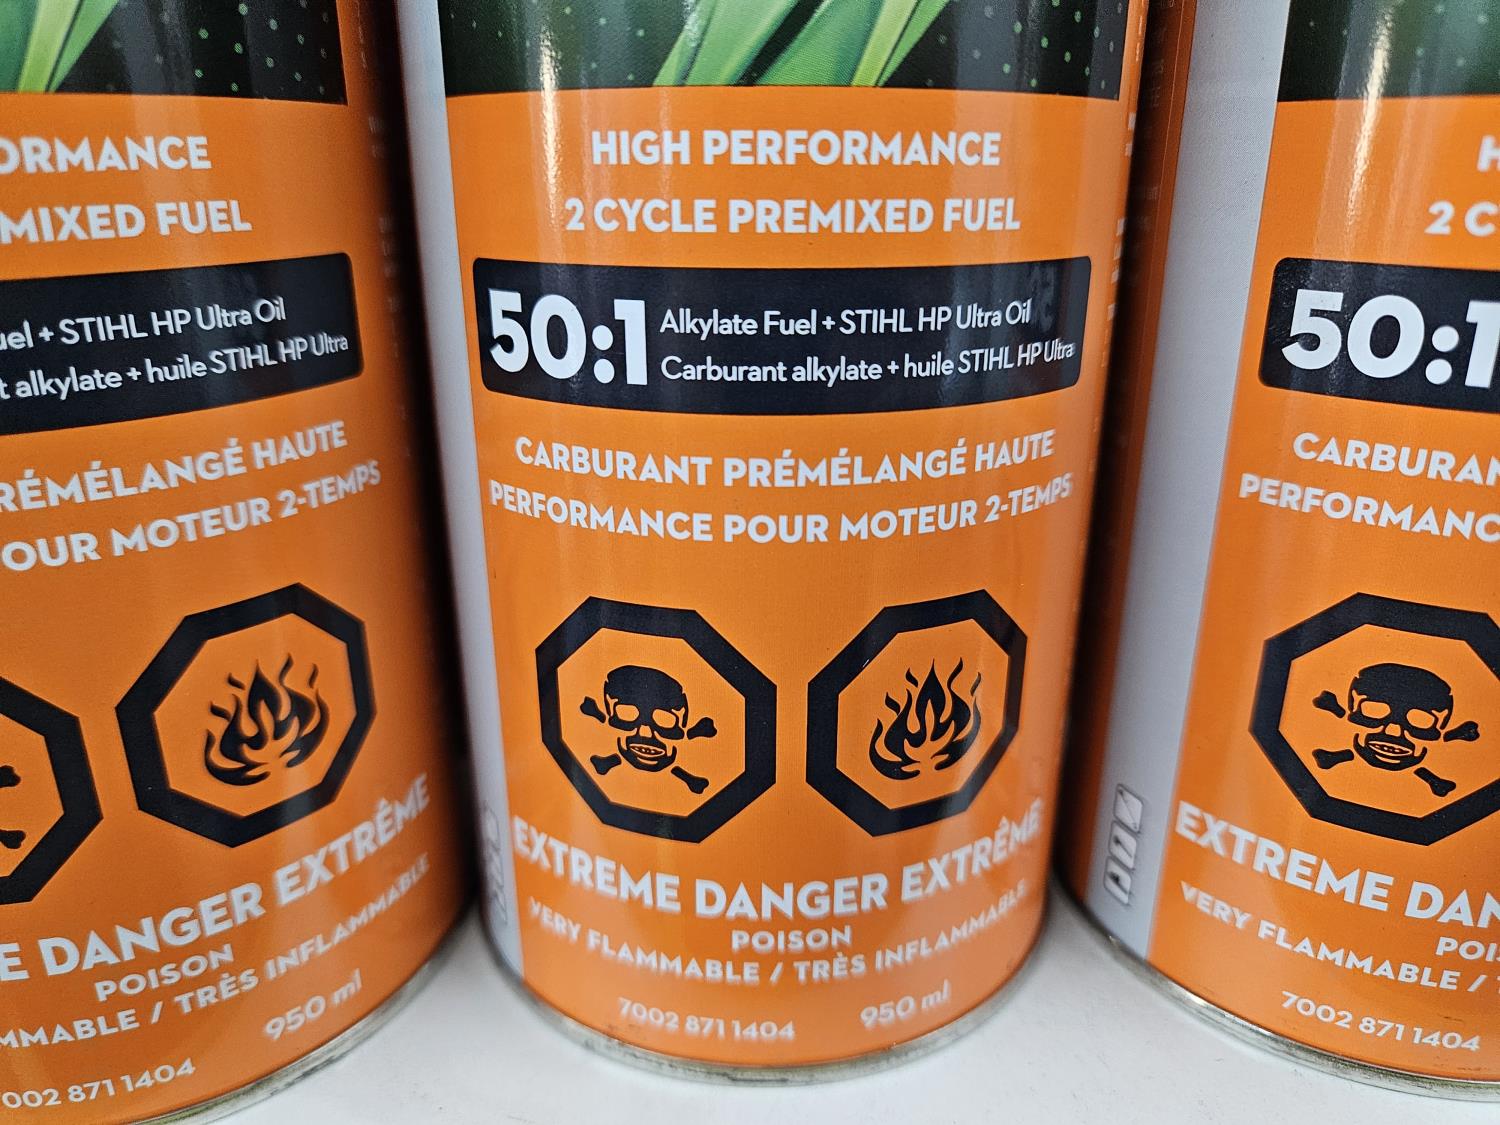 ORMANCE
MIXED FUEL
uel + STIHL HP Ultra Oil
t alkylate + huile STIHL HP Ultra
RÉMÉLANGÉ HAUTE
OUR MOTEUR 2-TEMPS
E DANGER EXTRÊME
POISON
MMABLE / TRÈS INFLAMMABLE
950 ml
7002 871 1404
HIGH PERFORMANCE
2 CYCLE PREMIXED FUEL
50:1 Alkylate Fuel + STIHL HP Ultra Oil
Carburant alkylate + huile STIHL HP Ultra
CARBURANT PRÉMÉLANGÉ HAUTE
PERFORMANCE POUR MOTEUR 2-TEMPS
EXTREME DANGER EXTRÊME
POISON
VERY FLAMMABLE / TRÈS INFLAMMABLE
7002 871 1404 950 ml
H
2 C
50:1
CARBURAN
PERFORMANC
EXTREME DAN
POIS
VERY FLAMMABLE /
7002 871 1404